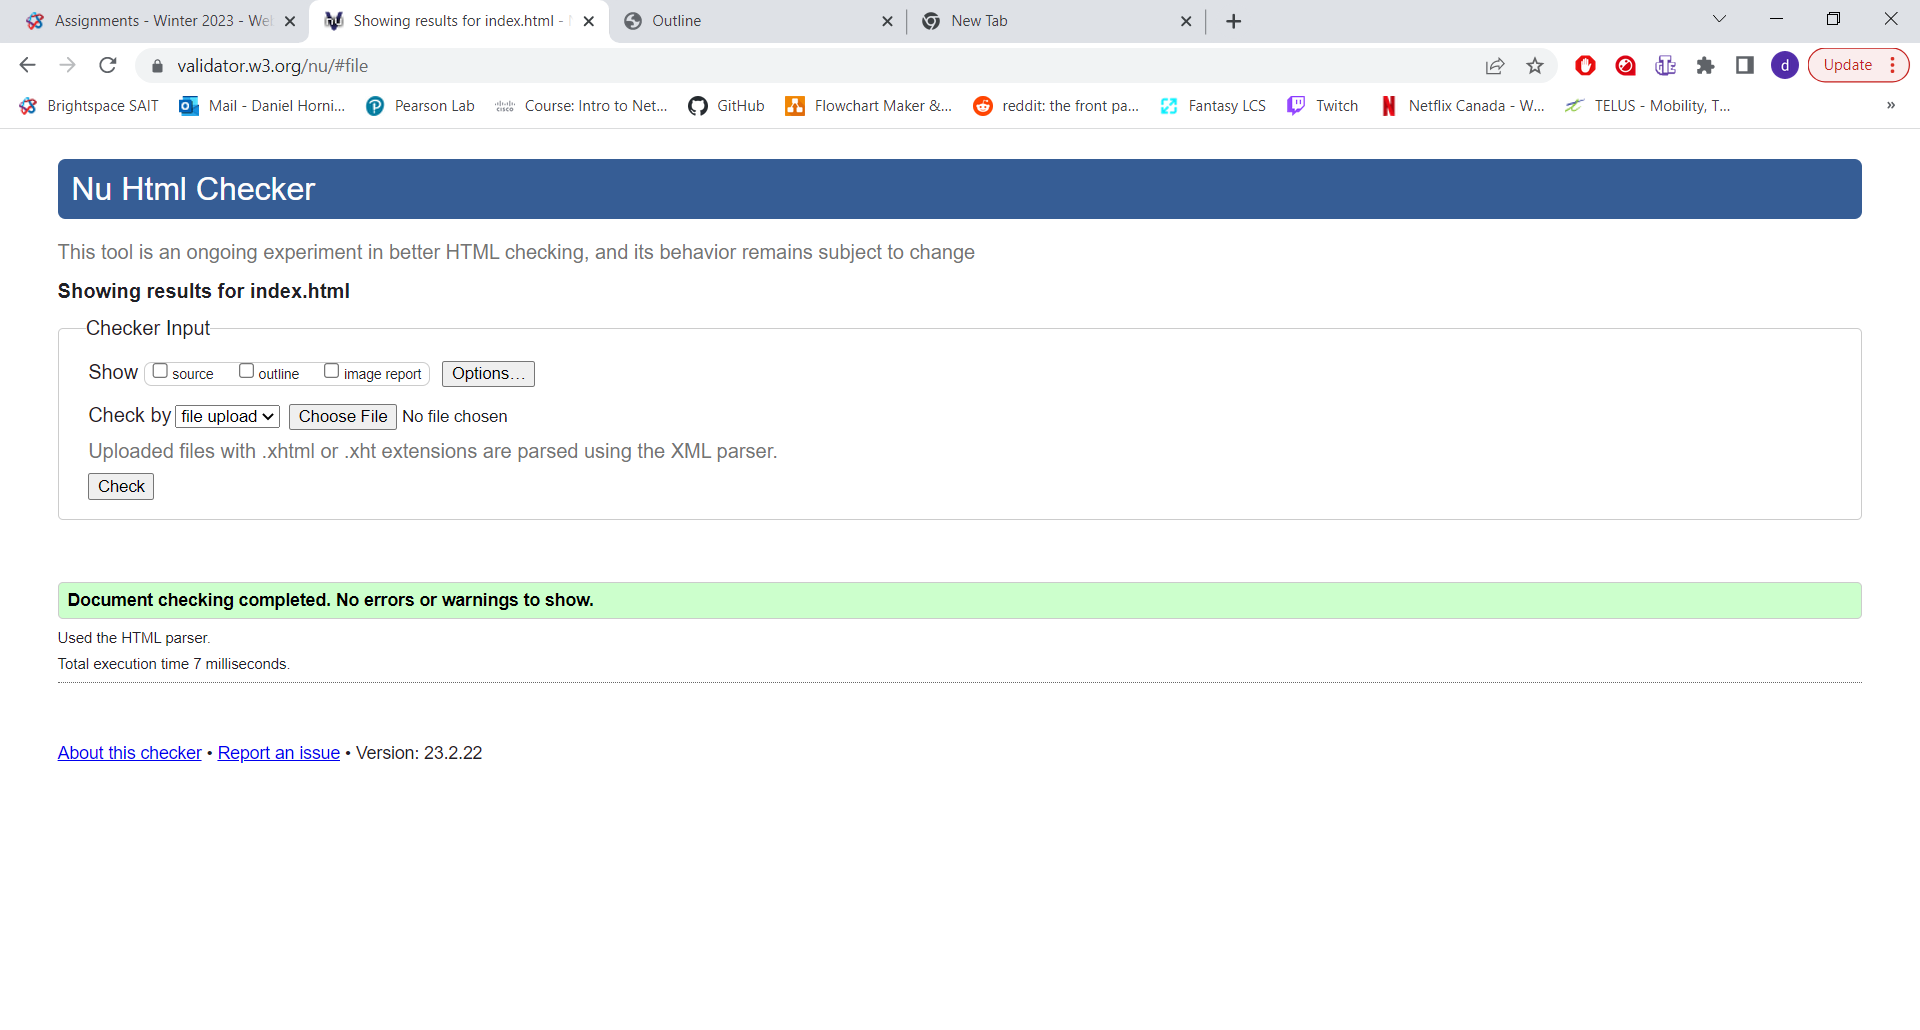 Assignments - Winter 2023 - We
Showing results for index.html -
Outline
New Tab
validator.w3.org/nu/#file
d
Update
Brightspace SAIT
Mail - Daniel Horni...
Pearson Lab
Course: Intro to Net...
GitHub
Flowchart Maker &...
reddit: the front pa...
Fantasy LCS
Twitch
Netflix Canada - W...
TELUS - Mobility, T...
»
Nu Html Checker
This tool is an ongoing experiment in better HTML checking, and its behavior remains subject to change
Showing results for index.html
Checker Input
Show source outline image report Options...
Check by file upload Choose File No file chosen
Uploaded files with .xhtml or .xht extensions are parsed using the XML parser.
Check
Document checking completed. No errors or warnings to show.
Used the HTML parser.
Total execution time 7 milliseconds.
About this checker • Report an issue • Version: 23.2.22